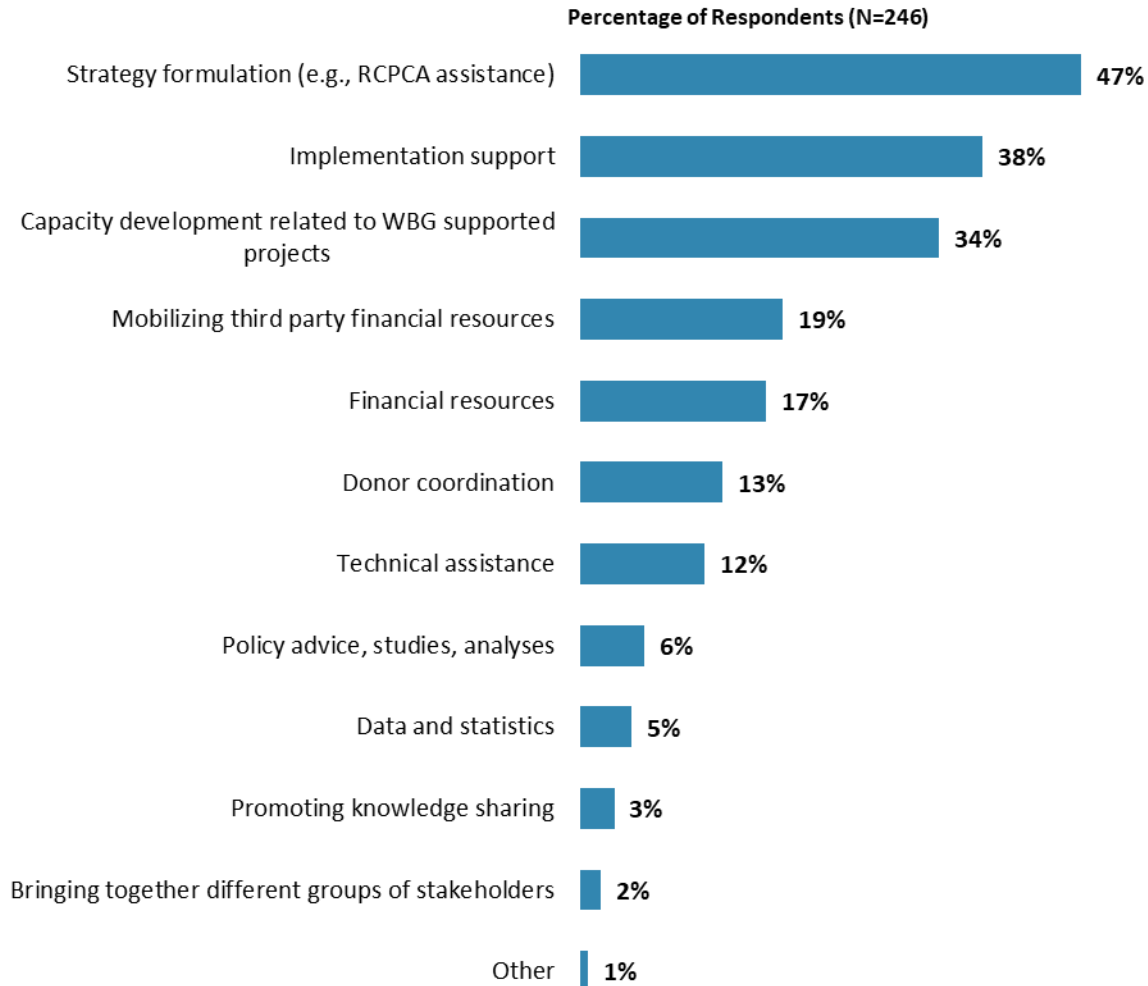 Percentage of Respondents (N=246)
Strategy formulation (e.g., RCPCA assistance) 47%
Implementation support 38%
Capacity development related to WBG supported
projects 34%
Mobilizing third party financial resources 19%
Financial resources 17%
Donor coordination 13%
Technical assistance 12%
Policy advice, studies, analyses 6%
Data and statistics 5%
Promoting knowledge sharing 3%
Bringing together different groups of stakeholders 2%
Other 1%